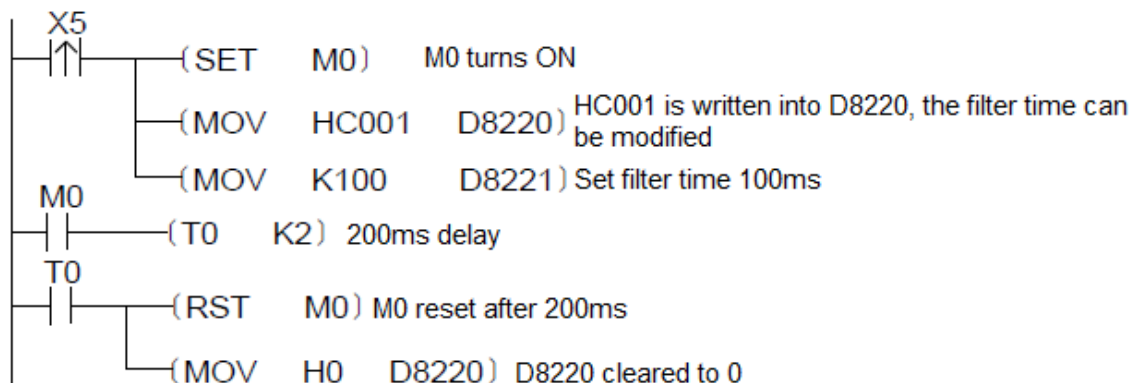 X5
(SET M0) M0 turns ON
(MOV HC001 D8220) HC001 is written into D8220, the filter time can
be modified
(MOV K100 D8221) Set filter time 100ms
M0
(T0 K2) 200ms delay
T0
(RST M0) M0 reset after 200ms
(MOV H0 D8220) D8220 cleared to 0